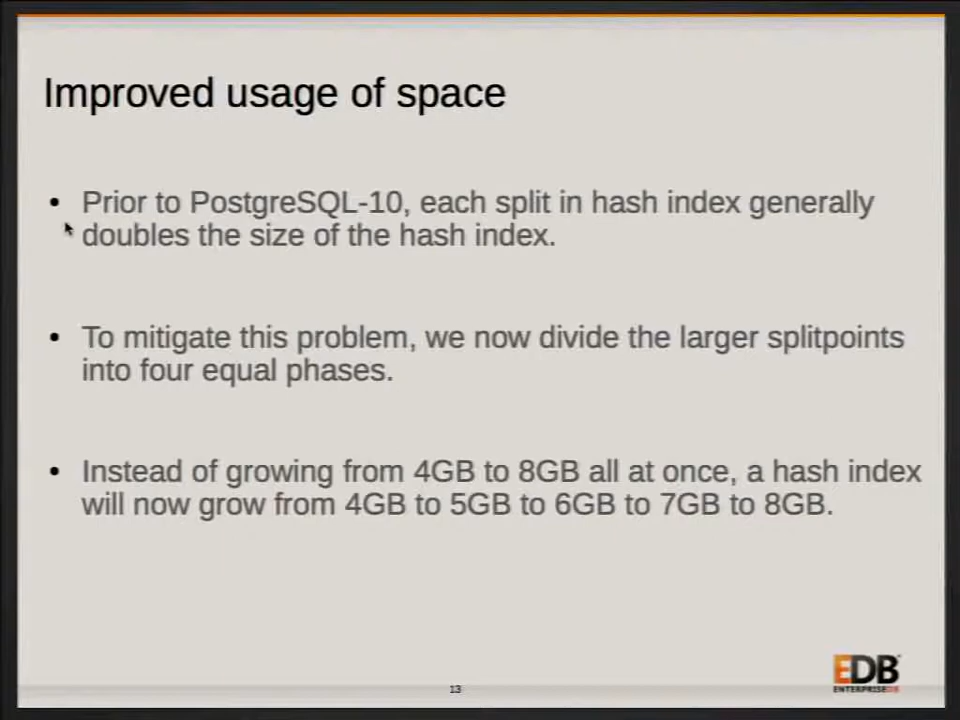 Improved usage of space
• Prior to PostgreSQL-10, each split in hash index generally
doubles the size of the hash index.
• To mitigate this problem, we now divide the larger splitpoints
into four equal phases.
• Instead of growing from 4GB to 8GB all at once, a hash index
will now grow from 4GB to 5GB to 6GB to 7GB to 8GB.
13
EDB
ENTERPRISEDB